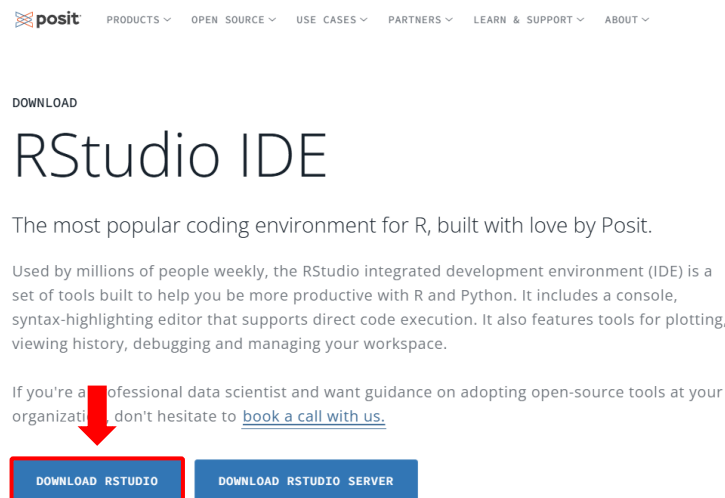 posit
PRODUCTS OPEN SOURCE USE CASES PARTNERS LEARN & SUPPORT ABOUT
DOWNLOAD
RStudio IDE
The most popular coding environment for R, built with love by Posit.
Used by millions of people weekly, the RStudio integrated development environment (IDE) is a
set of tools built to help you be more productive with R and Python. It includes a console,
syntax-highlighting editor that supports direct code execution. It also features tools for plotting,
viewing history, debugging and managing your workspace.
If you're a professional data scientist and want guidance on adopting open-source tools at your
organization, don't hesitate to book a call with us.
DOWNLOAD RSTUDIO DOWNLOAD RSTUDIO SERVER